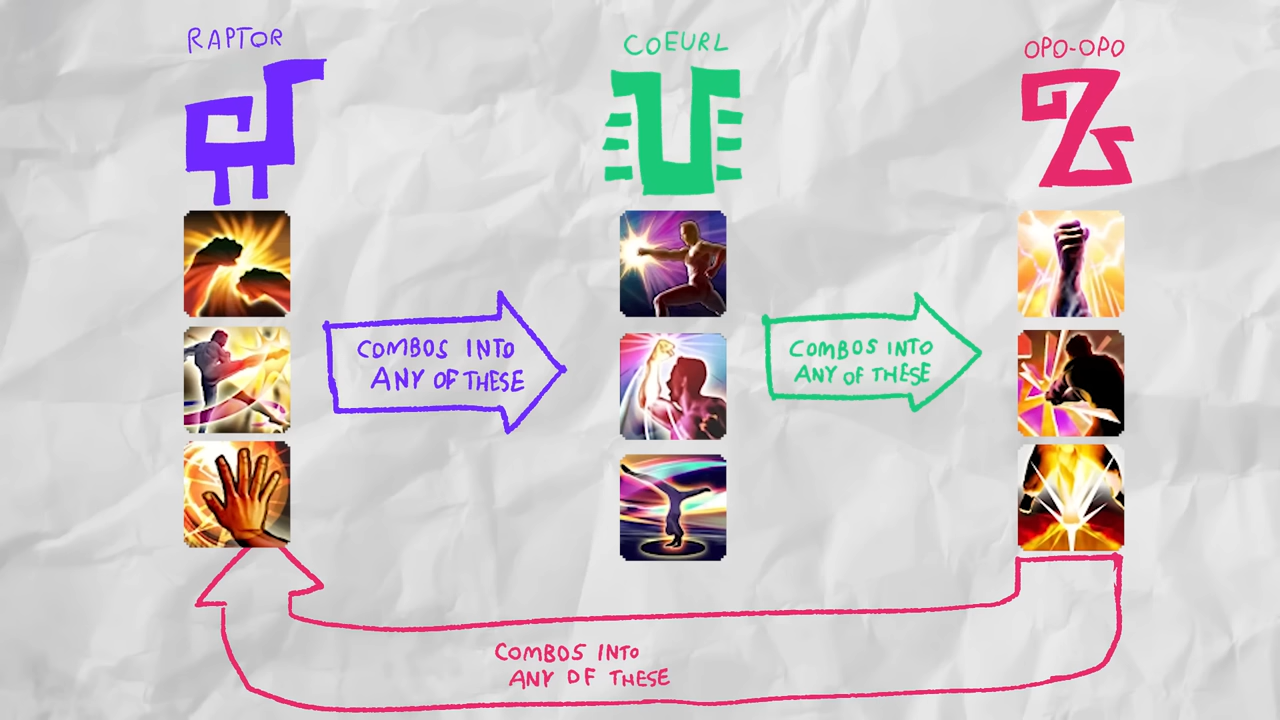 RAPTOR
COEURL
OPO-OPO
COMBOS INTO
ANY OF THESE
COMBOS INTO
ANY OF THESE
COMBOS INTO
ANY OF THESE